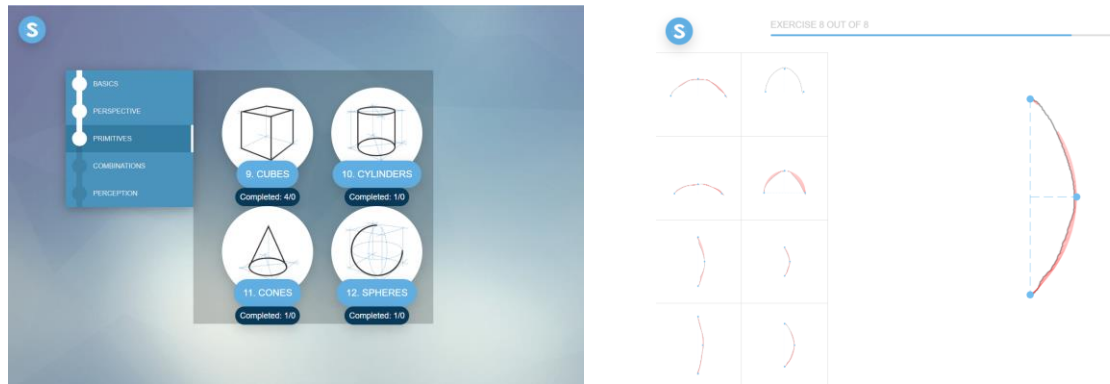 S
BASICS
PERSPECTIVE
PRIMITIVES
COMBINATIONS
PERCEPTION
9. CUBES
Completed: 4/0
10. CYLINDERS
Completed: 1/0
11. CONES
Completed: 1/0
12. SPHERES
Completed: 1/0
S
EXERCISE 8 OUT OF 8